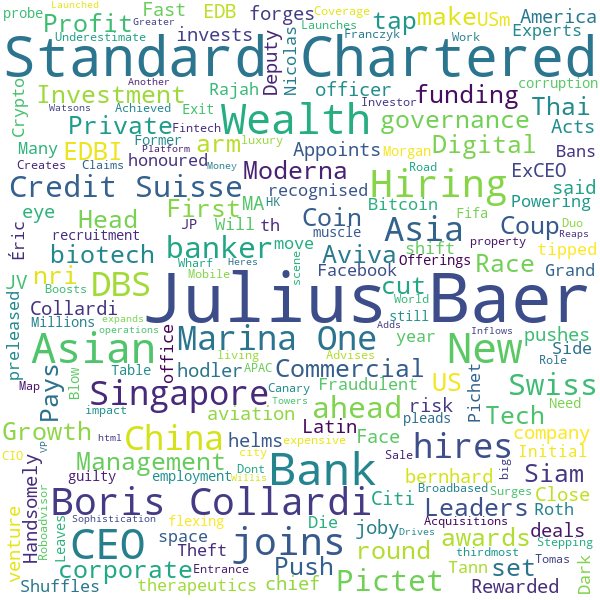 probe Launched Greater Coverage Launches Franczyk Work
Profit Fast EDB forges invests Deputy Nicolas tap make USm America
Underestimate Experts
Standard Chartered
Crypto Another Watsons Achieved Exit Investor corruption
Investment Rajah officer funding Thai
Many Private Former arm Wealth governance Acts
EDBI Fintech luxury Appoints Morgan Bans
Creates Claims honoured Platform Money Moderna Road Digital ExCEO Powering
Credit Suisse recognised Hiring said
eye Head First MA Will JP HK th Bitcoin Fifa Duo Reaps
Éric recruitment biotech banker move Coin muscle Asia Coup tipped
Boosts Mobile Wharf Heres scene Aviva Facebook shift Offerings Race property Grand
JV nri DBS cut World still Adds Inflows pushes
preleased Collardi Millions expands operations Julius Baer year Role Side
Map Blow Table office hodler living APAC Marina One Advises Commercial risk Pichet New Need
Asian Pays impact Singapore Canary Towers Fraudulent US Swiss
Handsomely Growth China aviation expensive Latin ahead Face pleads Tech company Initial
CIO VP html Management helms city Dont Willis Sale bernhard Siam
guilty employment Bank Citi hires Leaders Broadbased Surges big Close
Roboadvisor Sophistication flexing Boris Collardi Die Acquisitions awards Roth
venture Leaves CEO space joins round joby Drives Tann deals Stepping
corporate Theft Entrance Push Pictet set thirdmost Tomas Dark
Shuffles therapeutics chief Rewarded